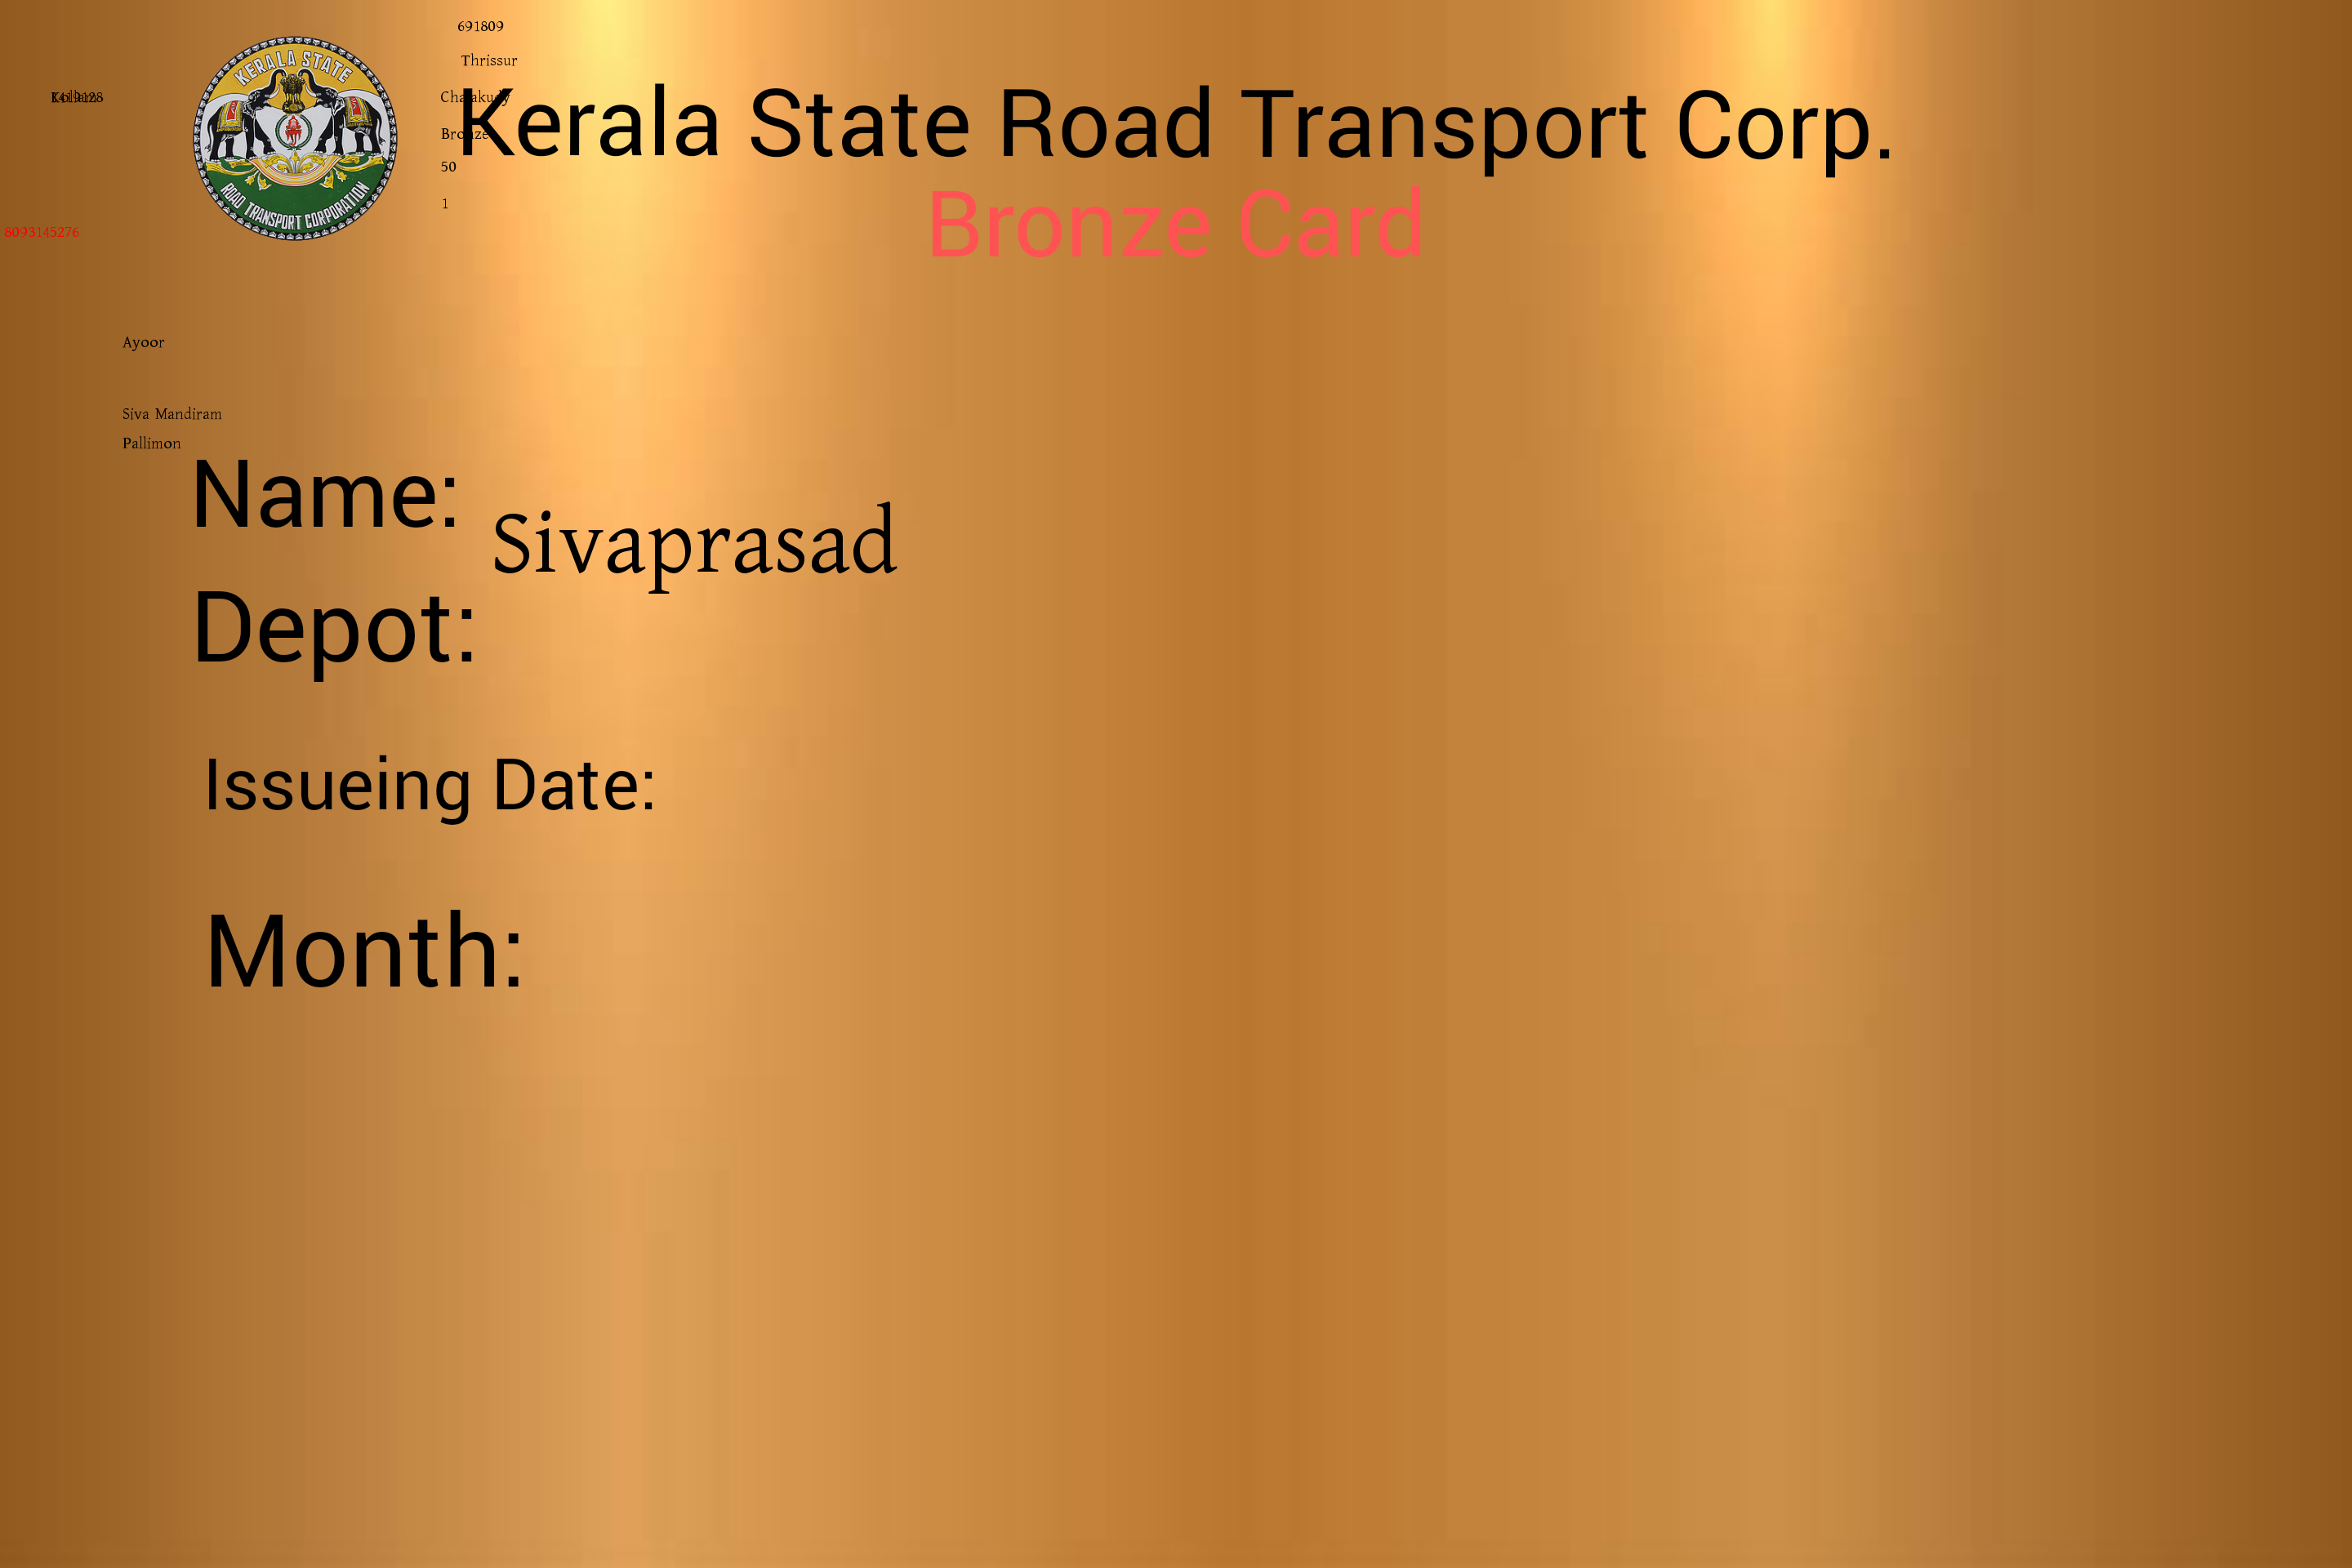 691809
Thrissur
KERALA STATE
ROAD TRANSPORT CORPORATION
Chalakudy
Kerala State Road Transport Corp.
Bronze
50
1
Bronze Card
8093145276
Ayoor
Siva Mandiram
Pallimon
Name: Sivaprasad
Depot:
Issueing Date:
Month: